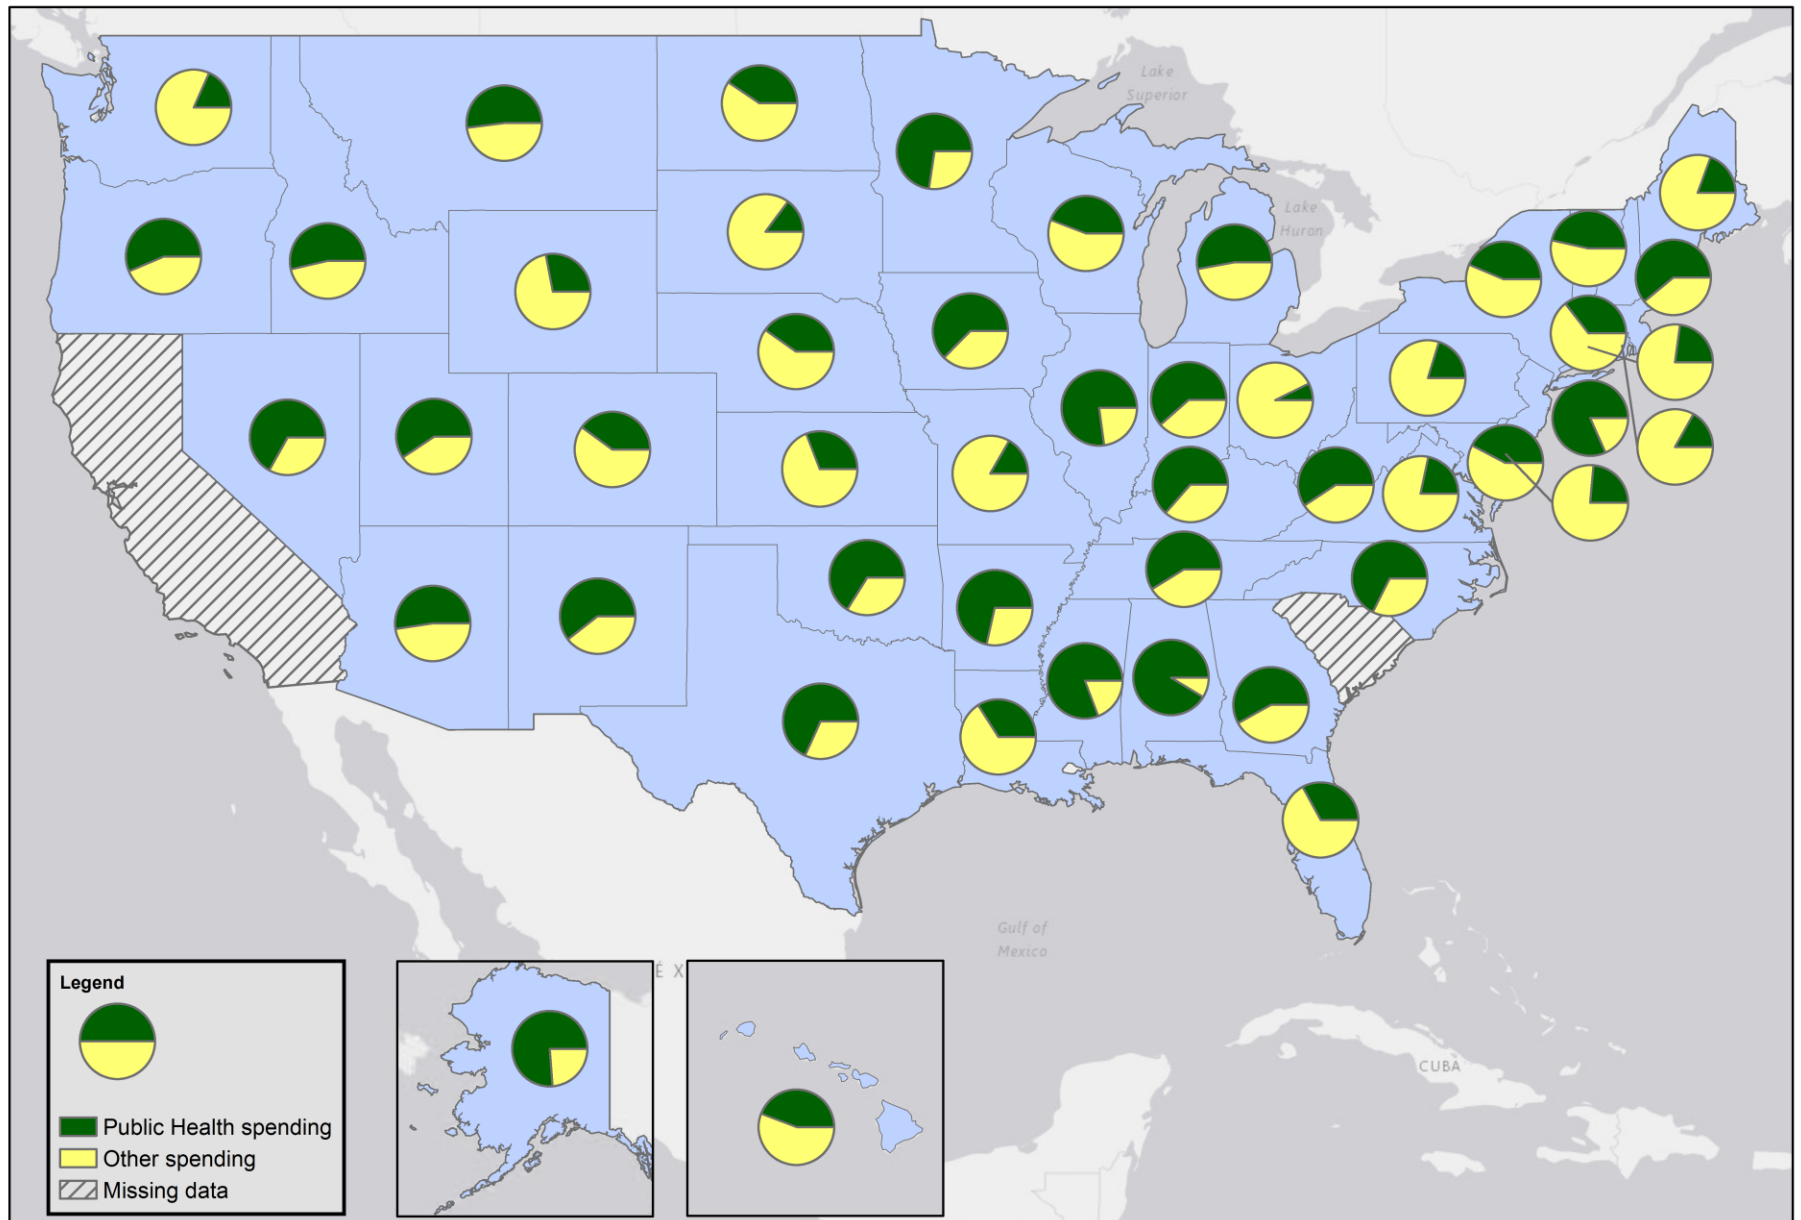 Lake
Superior
Lake
Huron
Gulf of
Mexico
É X
CUBA
Legend
Public Health spending
Other spending
Missing data